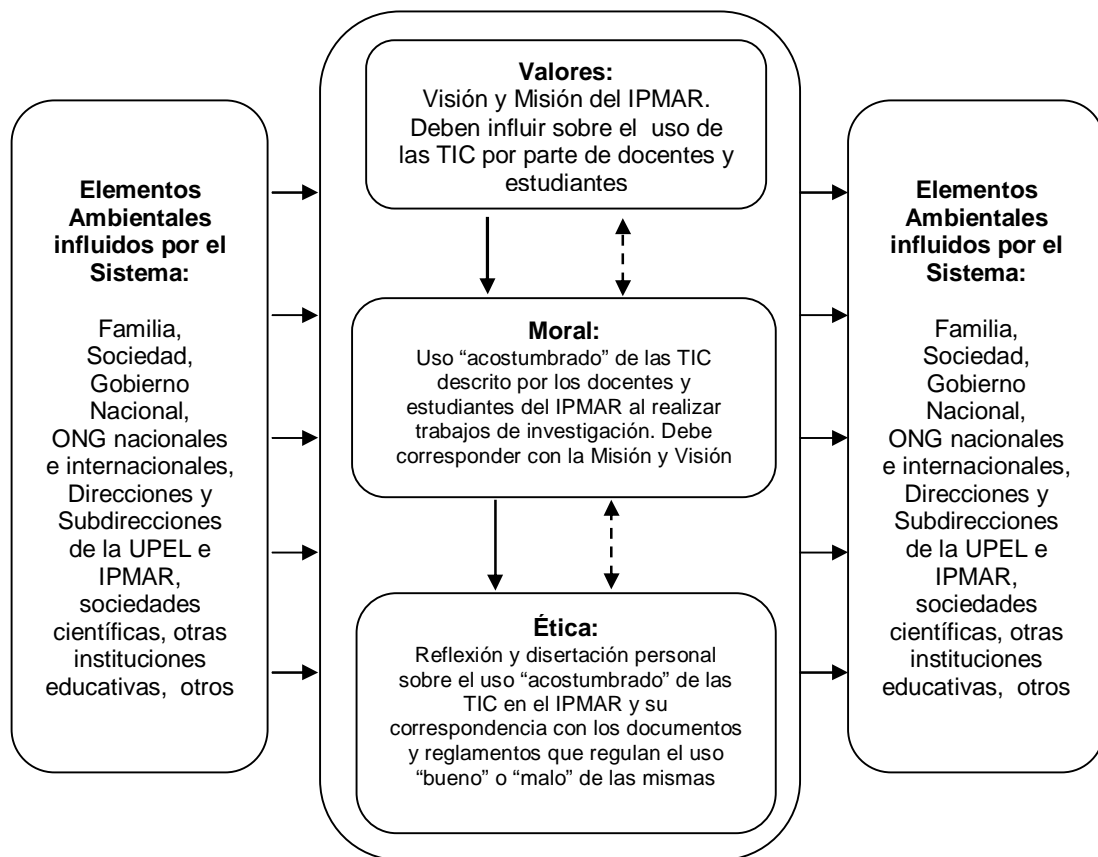 Elementos
Ambientales
influidos por el
Sistema:
Familia,
Sociedad,
Gobierno
Nacional,
ONG nacionales
e internacionales,
Direcciones y
Subdirecciones
de la UPEL e
IPMAR,
sociedades
científicas, otras
instituciones
educativas, otros
Valores:
Visión y Misión del IPMAR.
Deben influir sobre el uso de
las TIC por parte de docentes y
estudiantes
Moral:
Uso “acostumbrado” de las TIC
descrito por los docentes y
estudiantes del IPMAR al realizar
trabajos de investigación. Debe
corresponder con la Misión y Visión
Ética:
Reflexión y disertación personal
sobre el uso “acostumbrado” de las
TIC en el IPMAR y su
correspondencia con los documentos
y reglamentos que regulan el uso
“bueno” o “malo” de las mismas
Elementos
Ambientales
influidos por el
Sistema:
Familia,
Sociedad,
Gobierno
Nacional,
ONG nacionales
e internacionales,
Direcciones y
Subdirecciones
de la UPEL e
IPMAR,
sociedades
científicas, otras
instituciones
educativas, otros